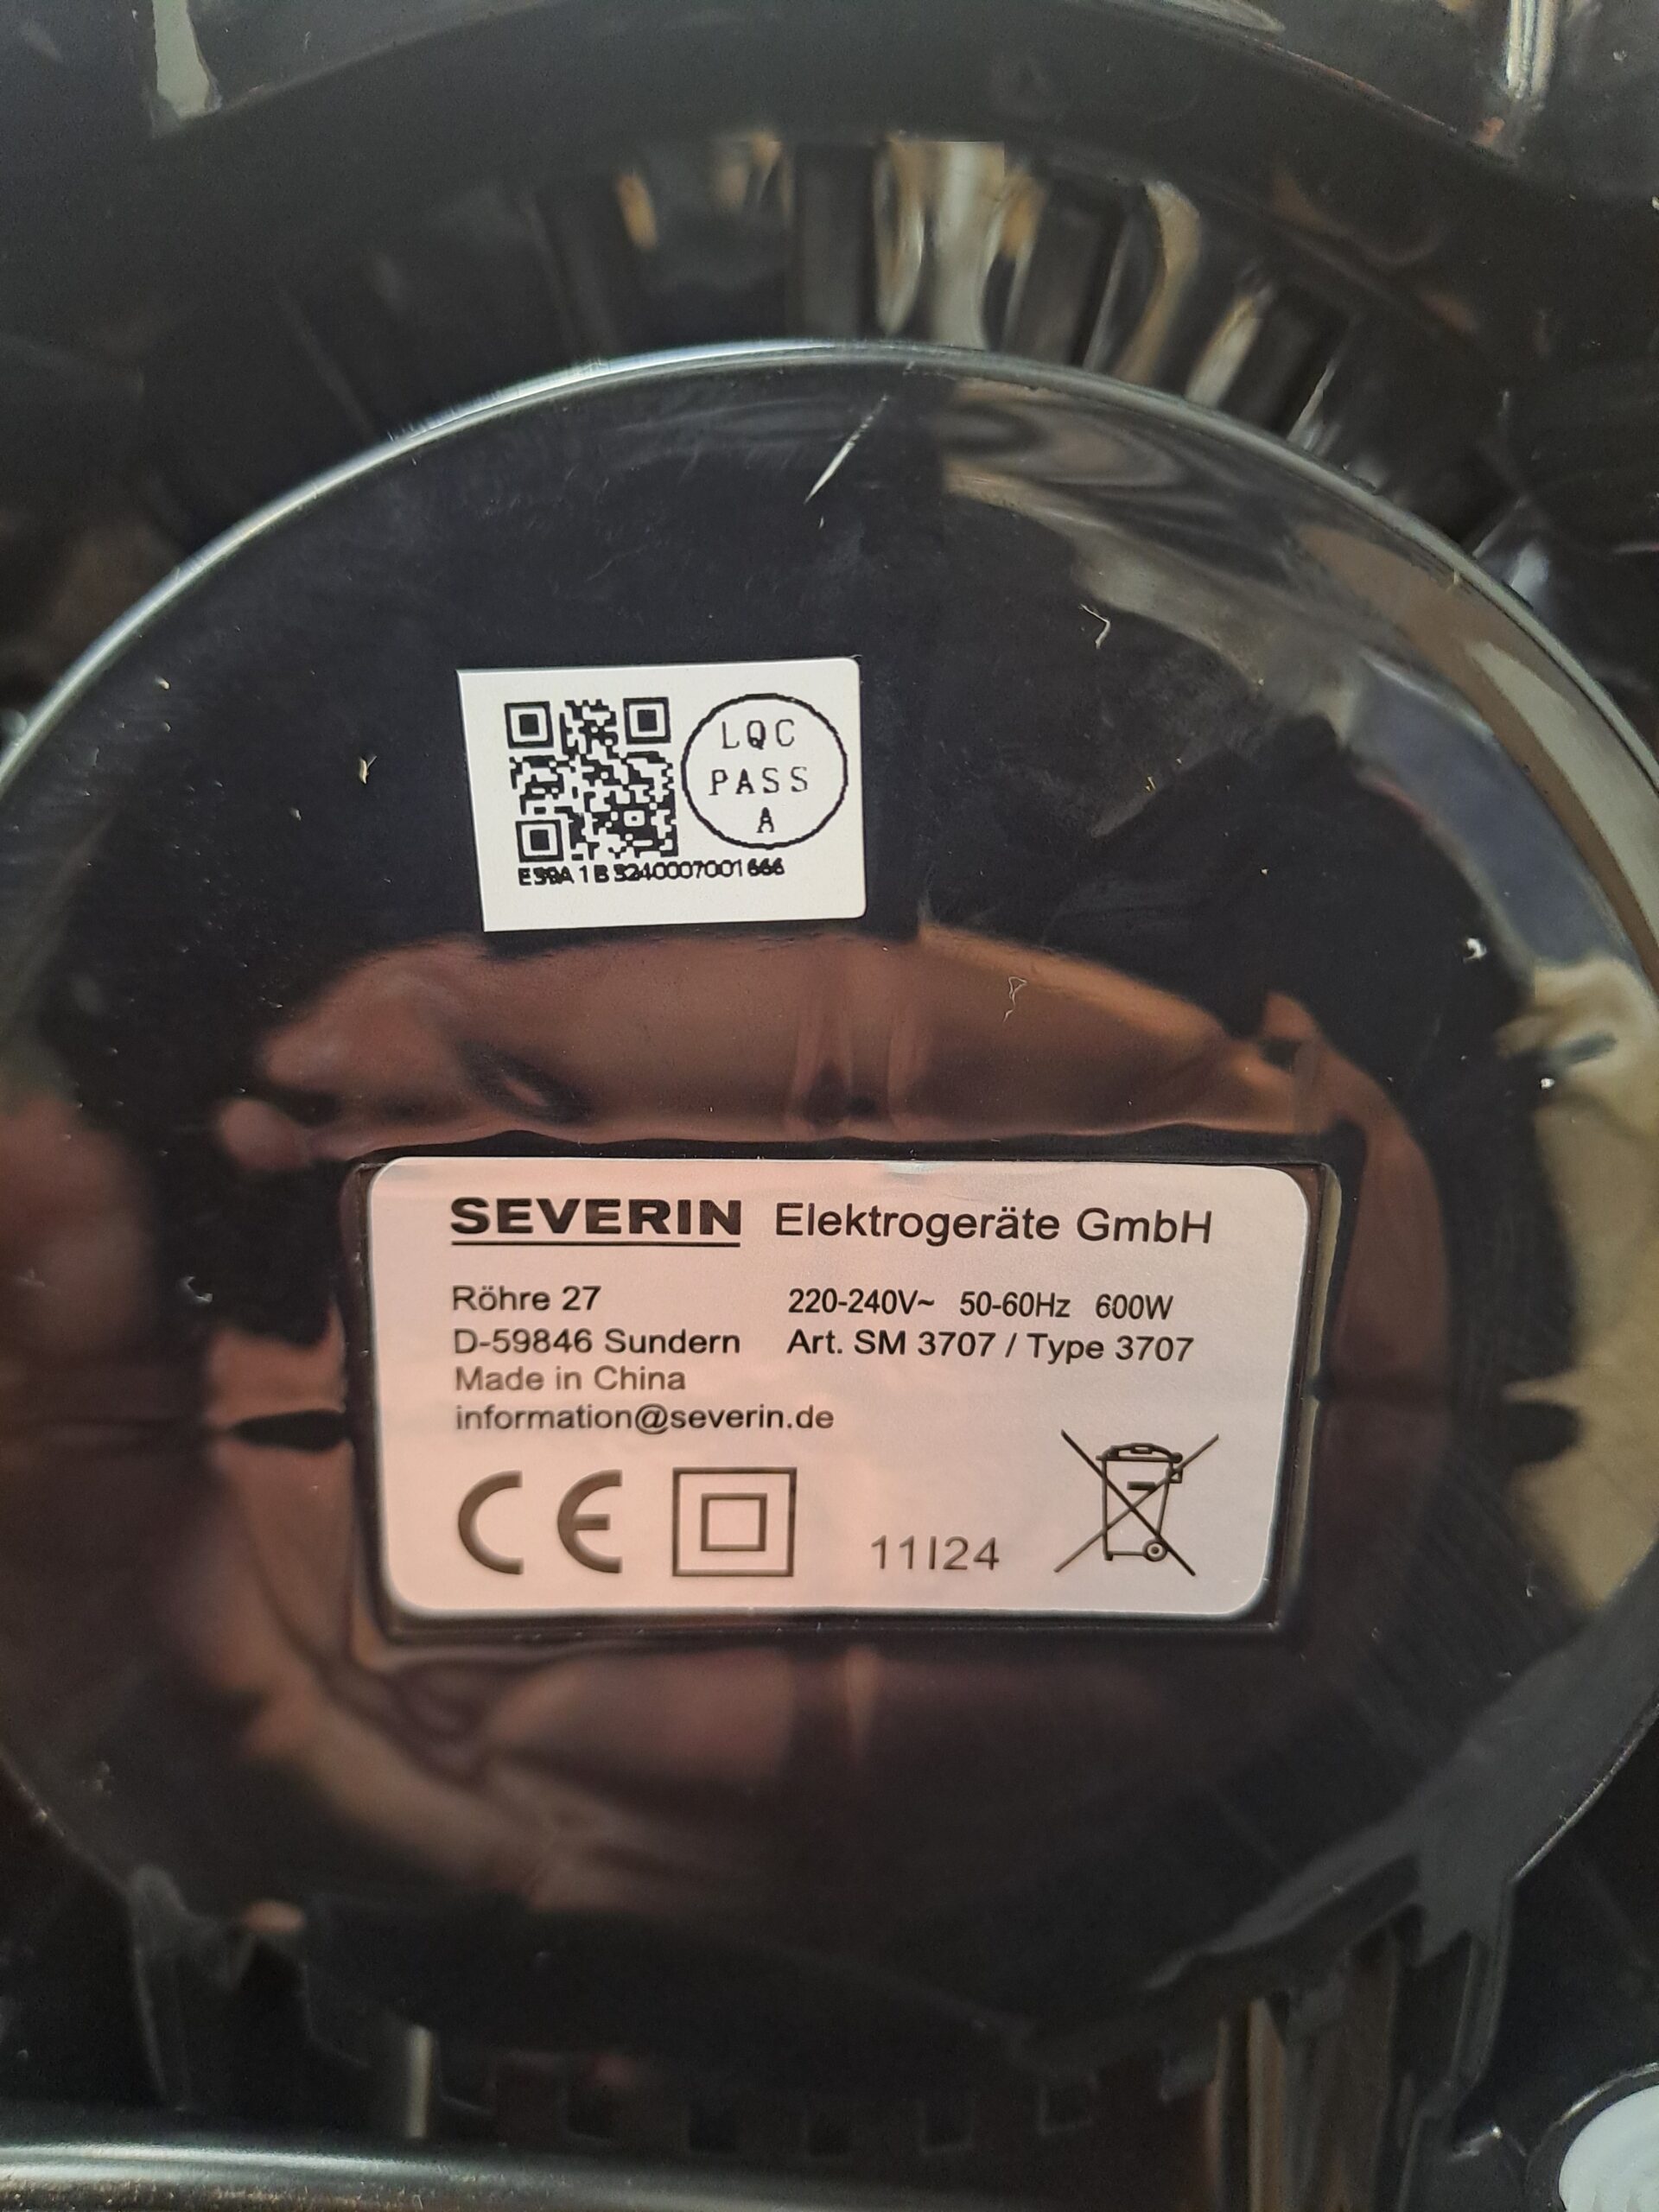 LQC
PASS
A
SEVERIN Elektrogeräte GmbH
Röhre 27
D-59846 Sundern
Made in China
information@severin.de
220-240V~ 50-60Hz 600W
Art. SM 3707 / Type 3707
CE
11I24